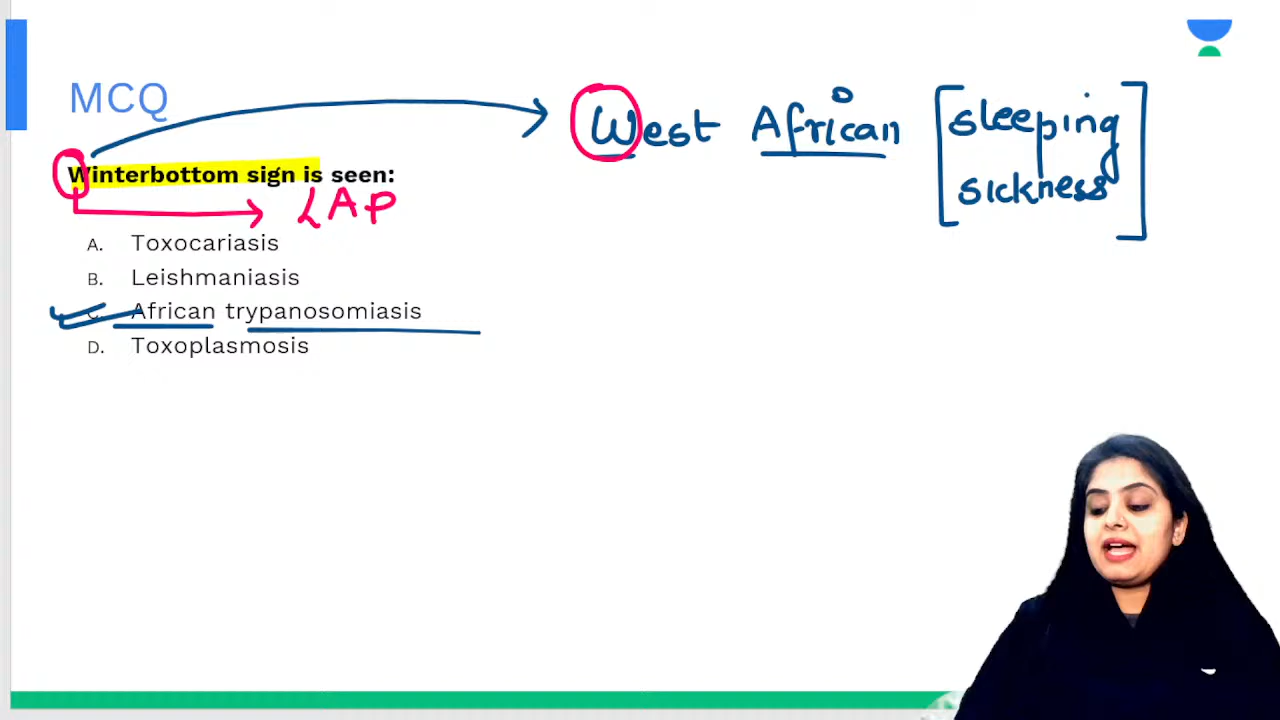 MCQ
West African [sleeping
sickness]
Winterbottom sign is seen:
LAP
A. Toxocariasis
B. Leishmaniasis
C. African trypanosomiasis
D. Toxoplasmosis